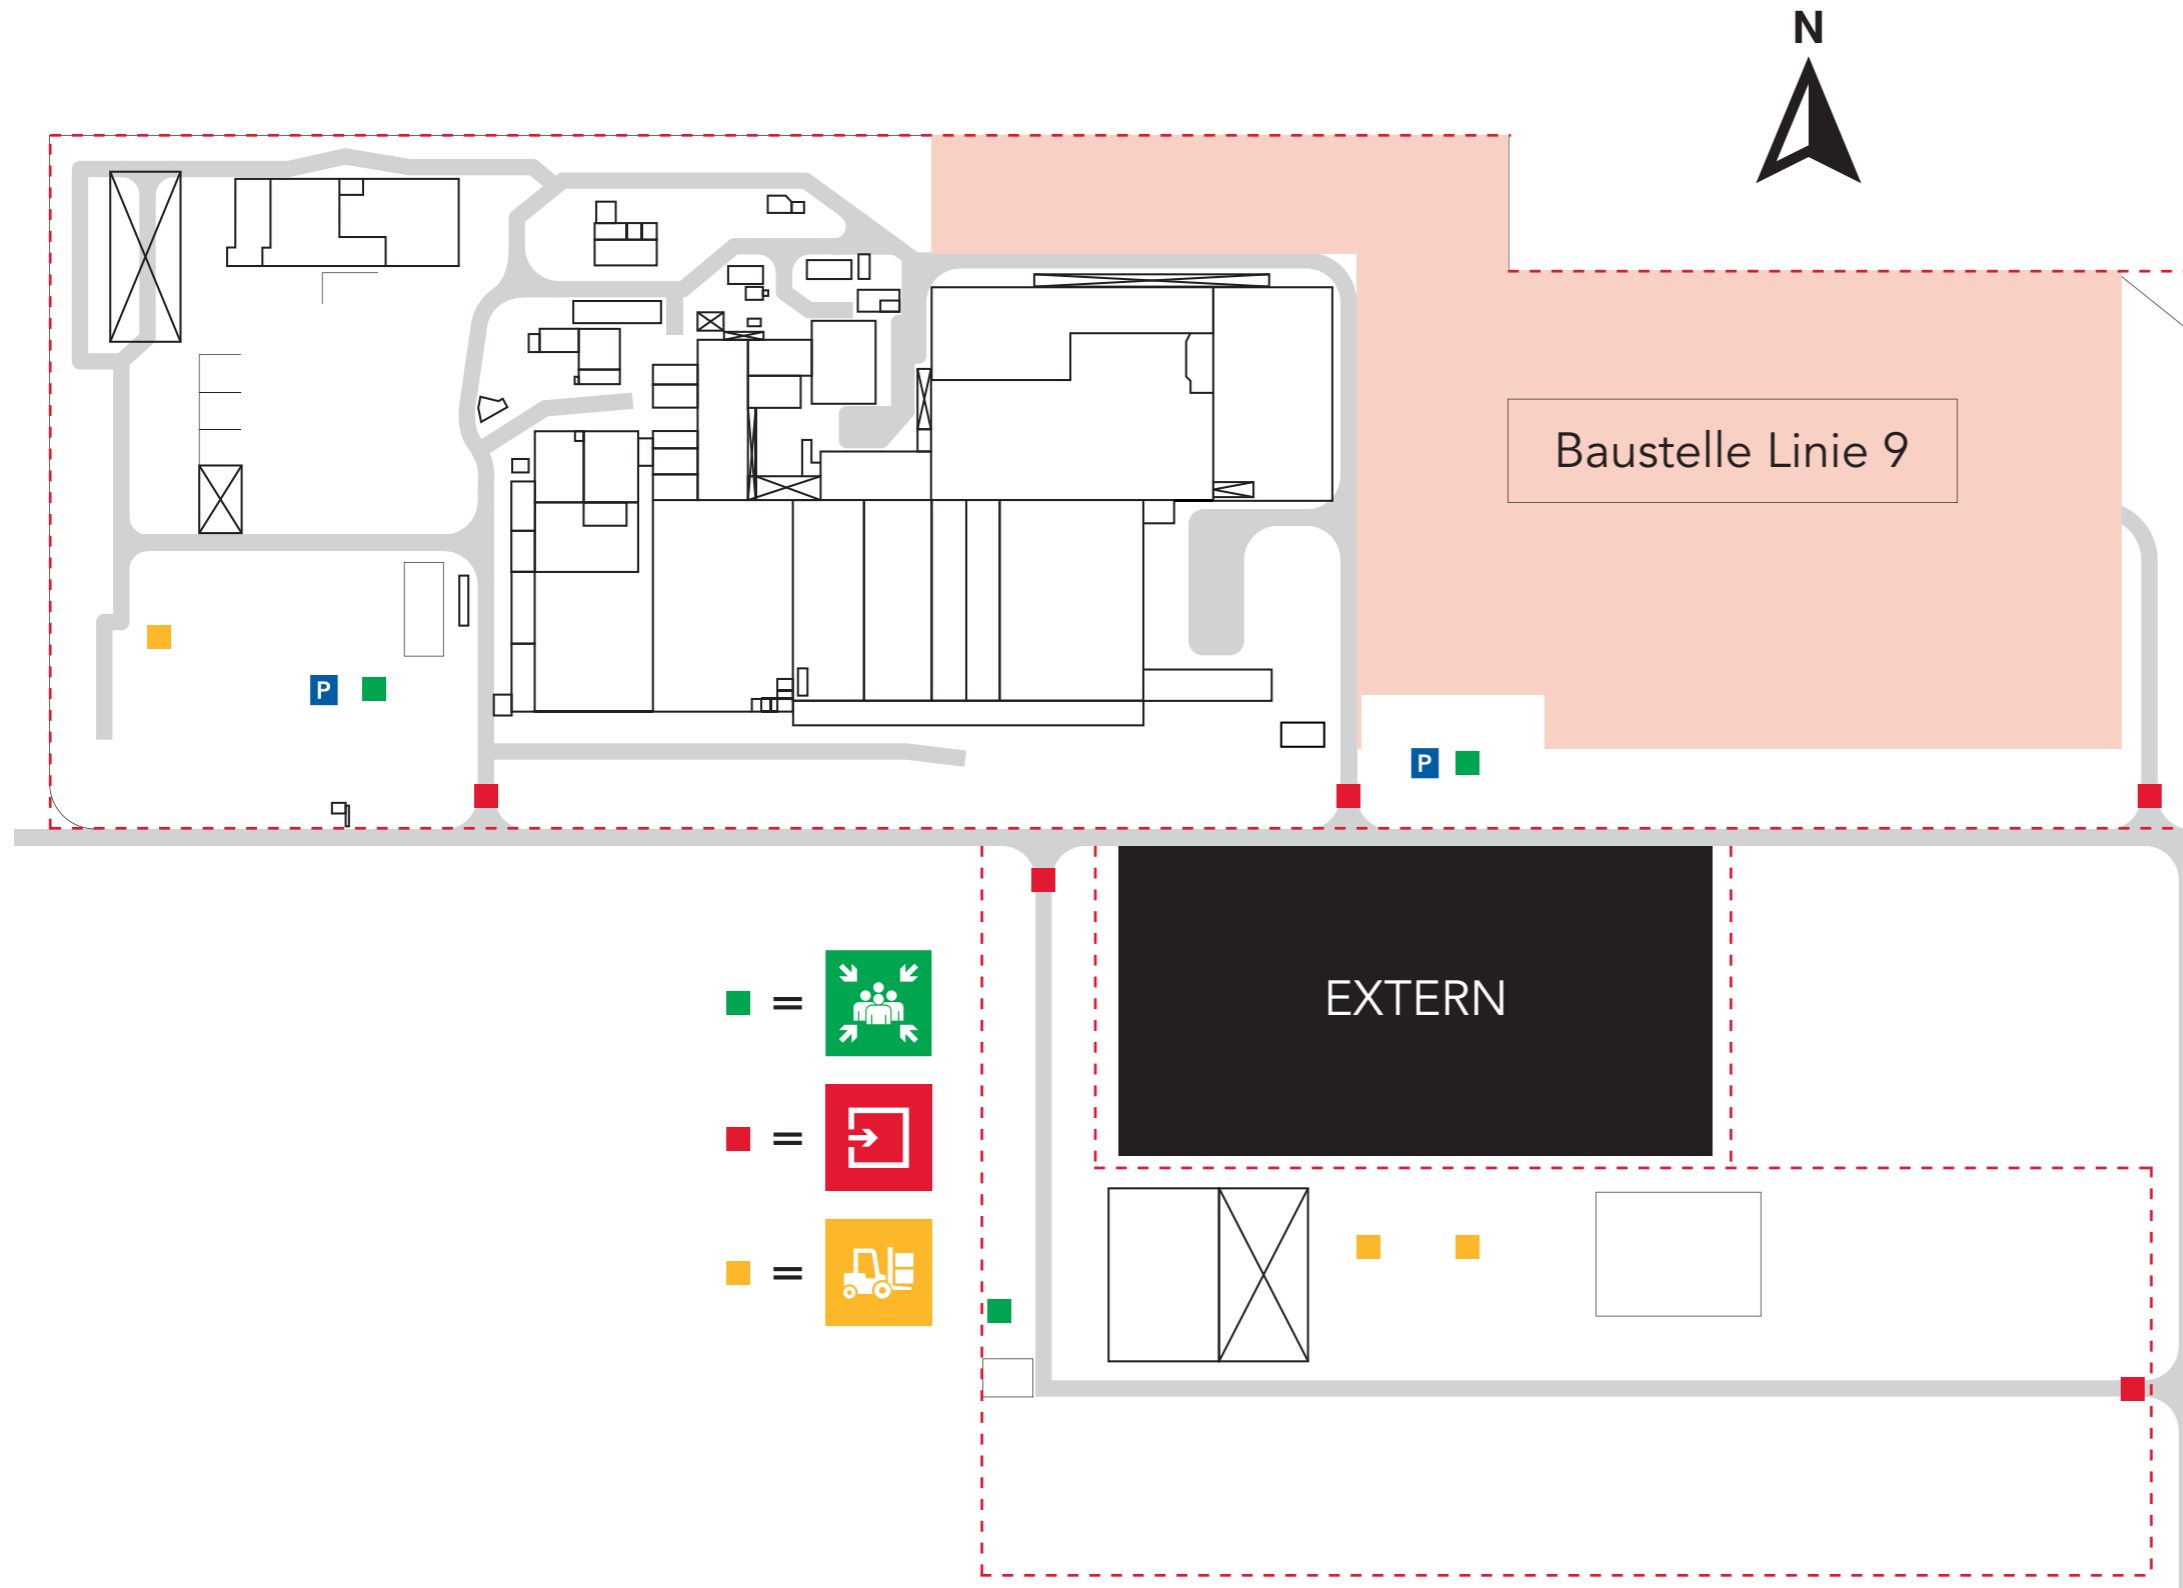 N
Baustelle Linie 9
P
P
EXTERN
=
=
=